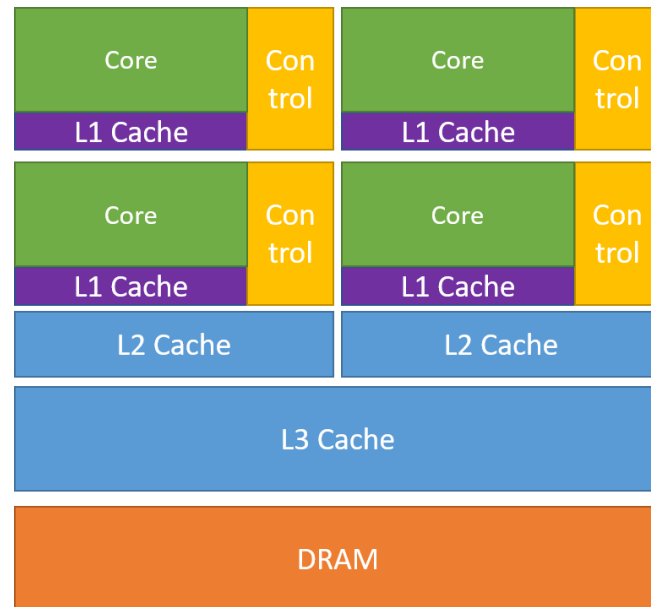 Core
Con
trol
L1 Cache
Core
Con
trol
L1 Cache
Core
Con
trol
L1 Cache
Core
Con
trol
L1 Cache
L2 Cache
L2 Cache
L3 Cache
DRAM